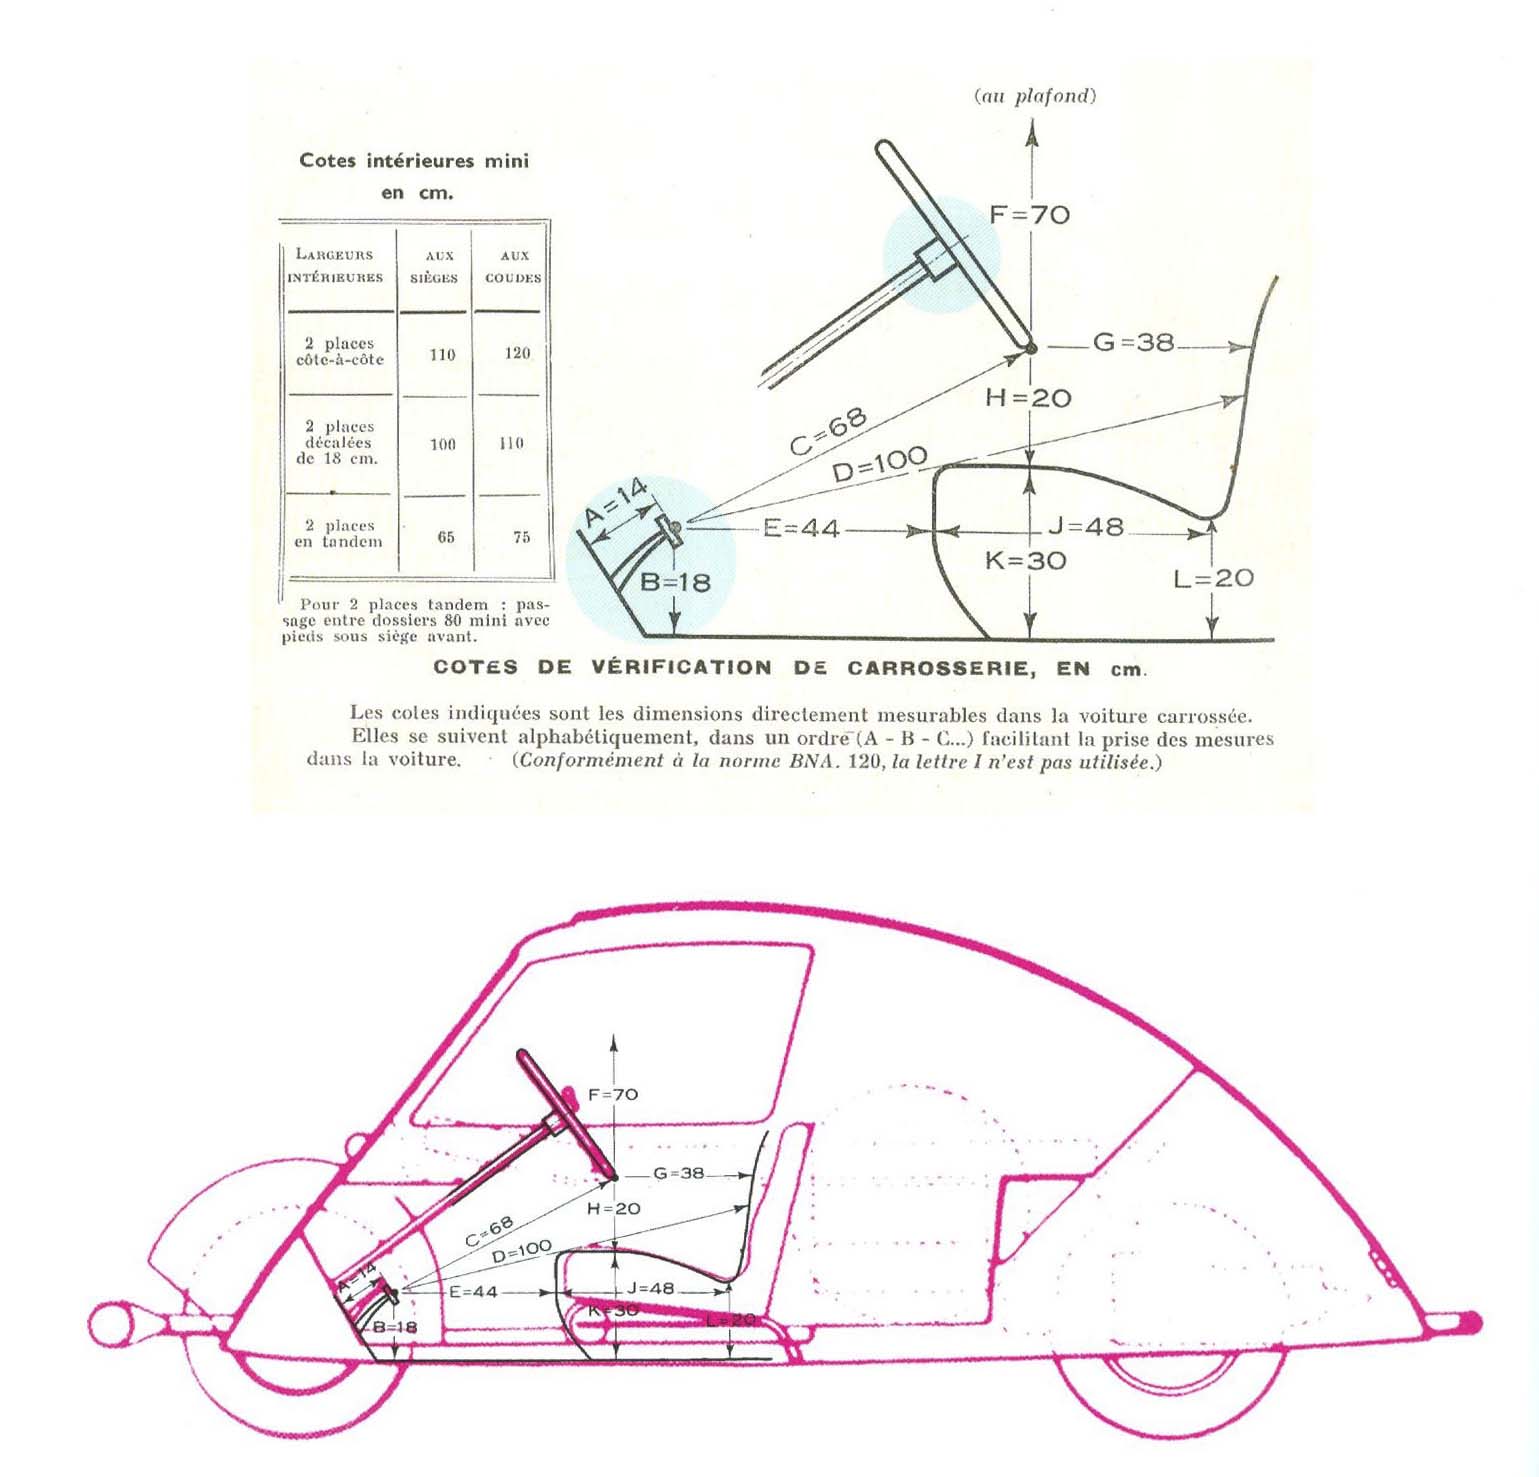 Cotes intérieures mini
en cm.
LARGEURS INTÉRIEURES
AUX SIÈGES
AUX COUDES
2 places côte-à-côte
110
120
2 places décalées de 18 cm.
100
110
2 places en tandem
65
75
Pour 2 places tandem : pas-
sage entre dossiers 80 mini avec
pieds sous siège avant.
(au plafond)
F=70
G=38
H=20
C=68
D=100
A=14
E=44
J=48
B=18
K=30
L=20
COTES DE VÉRIFICATION DE CARROSSERIE, EN cm.
Les cotes indiquées sont les dimensions directement mesurables dans la voiture carrossée.
Elles se suivent alphabétiquement, dans un ordre (A - B - C...) facilitant la prise des mesures
dans la voiture. (Conformément à la norme BNA. 120, la lettre I n'est pas utilisée.)
F=70
G=38
H=20
C=68
D=100
A=14
E=44
J=48
K=30
B=18
L=20